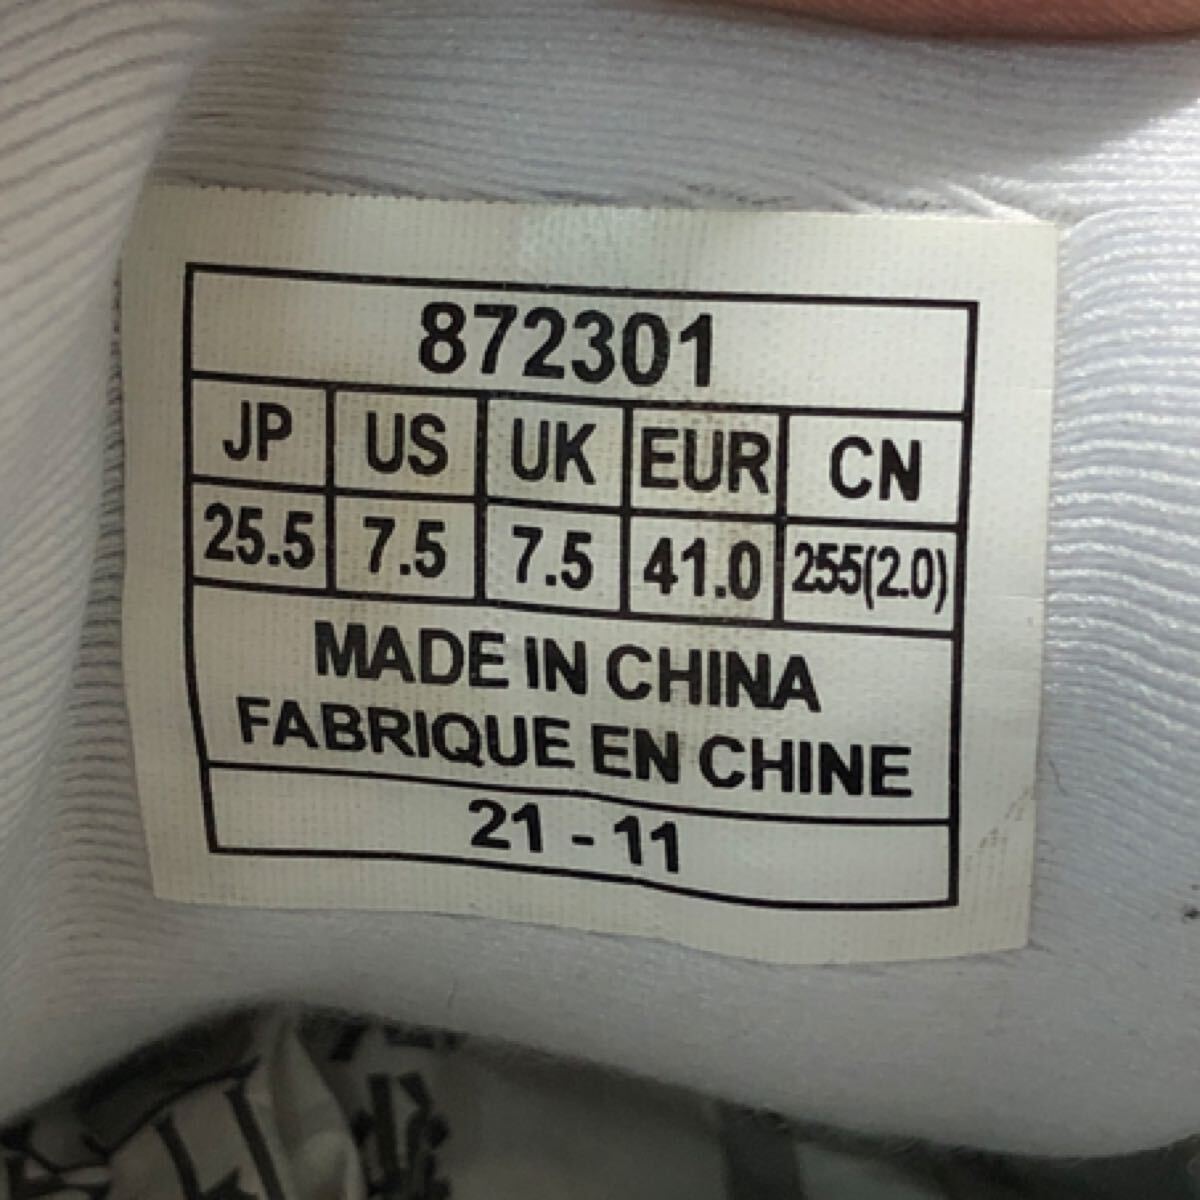 872301
JP US UK EUR CN
25.5 7.5 7.5 41.0 255(2.0)
MADE IN CHINA
FABRIQUE EN CHINE
21 - 11